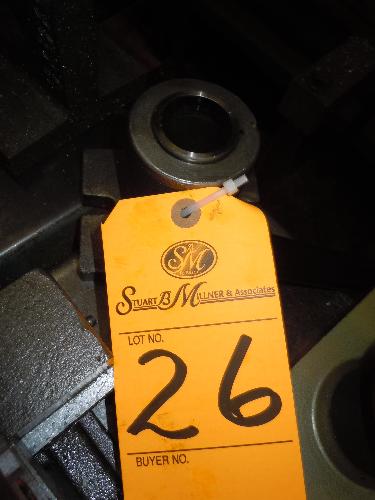 SM
STUART B MILLNER & Associates
LOT NO.
26
BUYER NO.